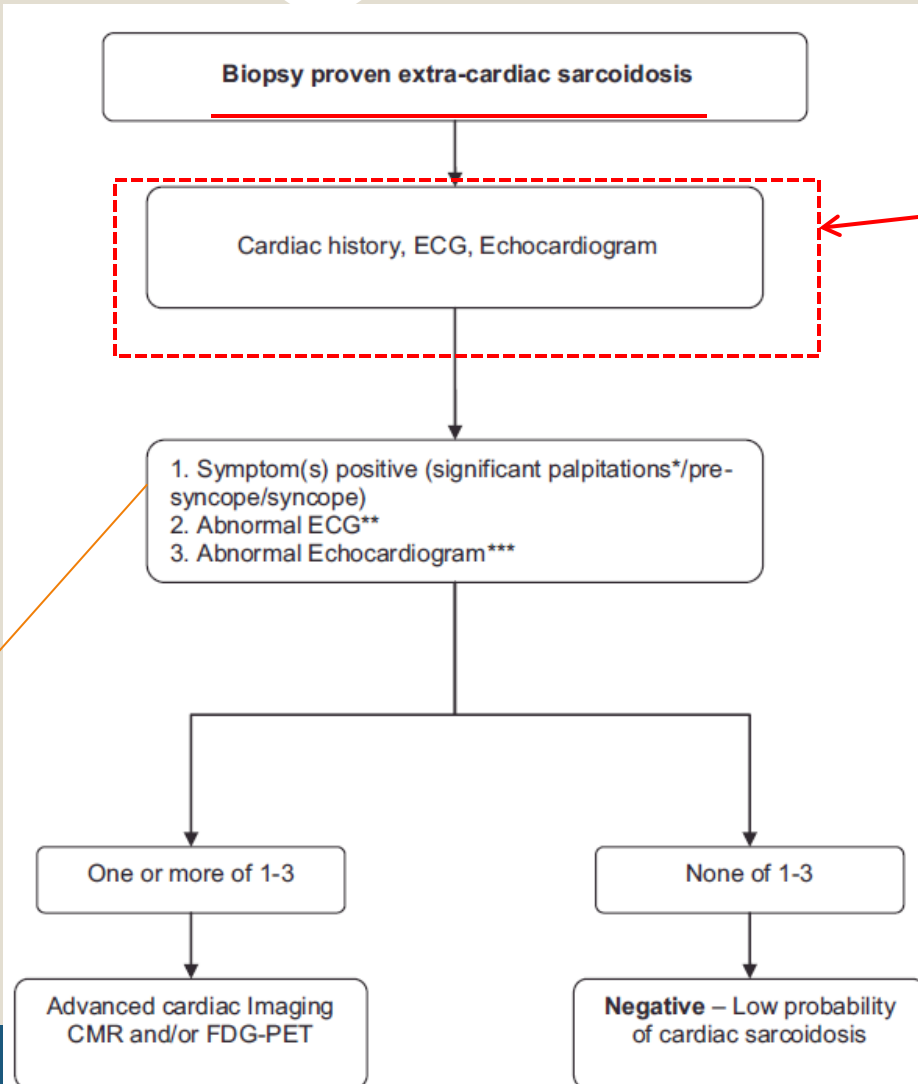 Biopsy proven extra-cardiac sarcoidosis
Cardiac history, ECG, Echocardiogram
1. Symptom(s) positive (significant palpitations*/pre-
syncope/syncope)
2. Abnormal ECG**
3. Abnormal Echocardiogram***
One or more of 1-3
None of 1-3
Advanced cardiac Imaging
CMR and/or FDG-PET
Negative – Low probability
of cardiac sarcoidosis